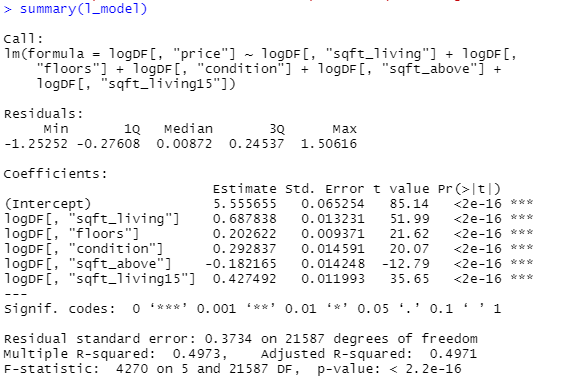 > summary(l_model)
Call:
lm(formula = logDF[, "price"] ~ logDF[, "sqft_living"] + logDF[,
"floors"] + logDF[, "condition"] + logDF[, "sqft_above"] +
logDF[, "sqft_living15"])
Residuals:
Min 1Q Median 3Q Max
-1.25252 -0.27608 0.00872 0.24537 1.50616
Coefficients:
Estimate Std. Error t value Pr(>|t|)
(Intercept) 5.555655 0.065254 85.14 <2e-16 ***
logDF[, "sqft_living"] 0.687838 0.013231 51.99 <2e-16 ***
logDF[, "floors"] 0.202622 0.009371 21.62 <2e-16 ***
logDF[, "condition"] 0.292837 0.014591 20.07 <2e-16 ***
logDF[, "sqft_above"] -0.182165 0.014248 -12.79 <2e-16 ***
logDF[, "sqft_living15"] 0.427492 0.011993 35.65 <2e-16 ***
---
Signif. codes: 0 ‘***’ 0.001 ‘**’ 0.01 ‘*’ 0.05 ‘.’ 0.1 ‘ ’ 1
Residual standard error: 0.3734 on 21587 degrees of freedom
Multiple R-squared: 0.4973, Adjusted R-squared: 0.4971
F-statistic: 4270 on 5 and 21587 DF, p-value: < 2.2e-16